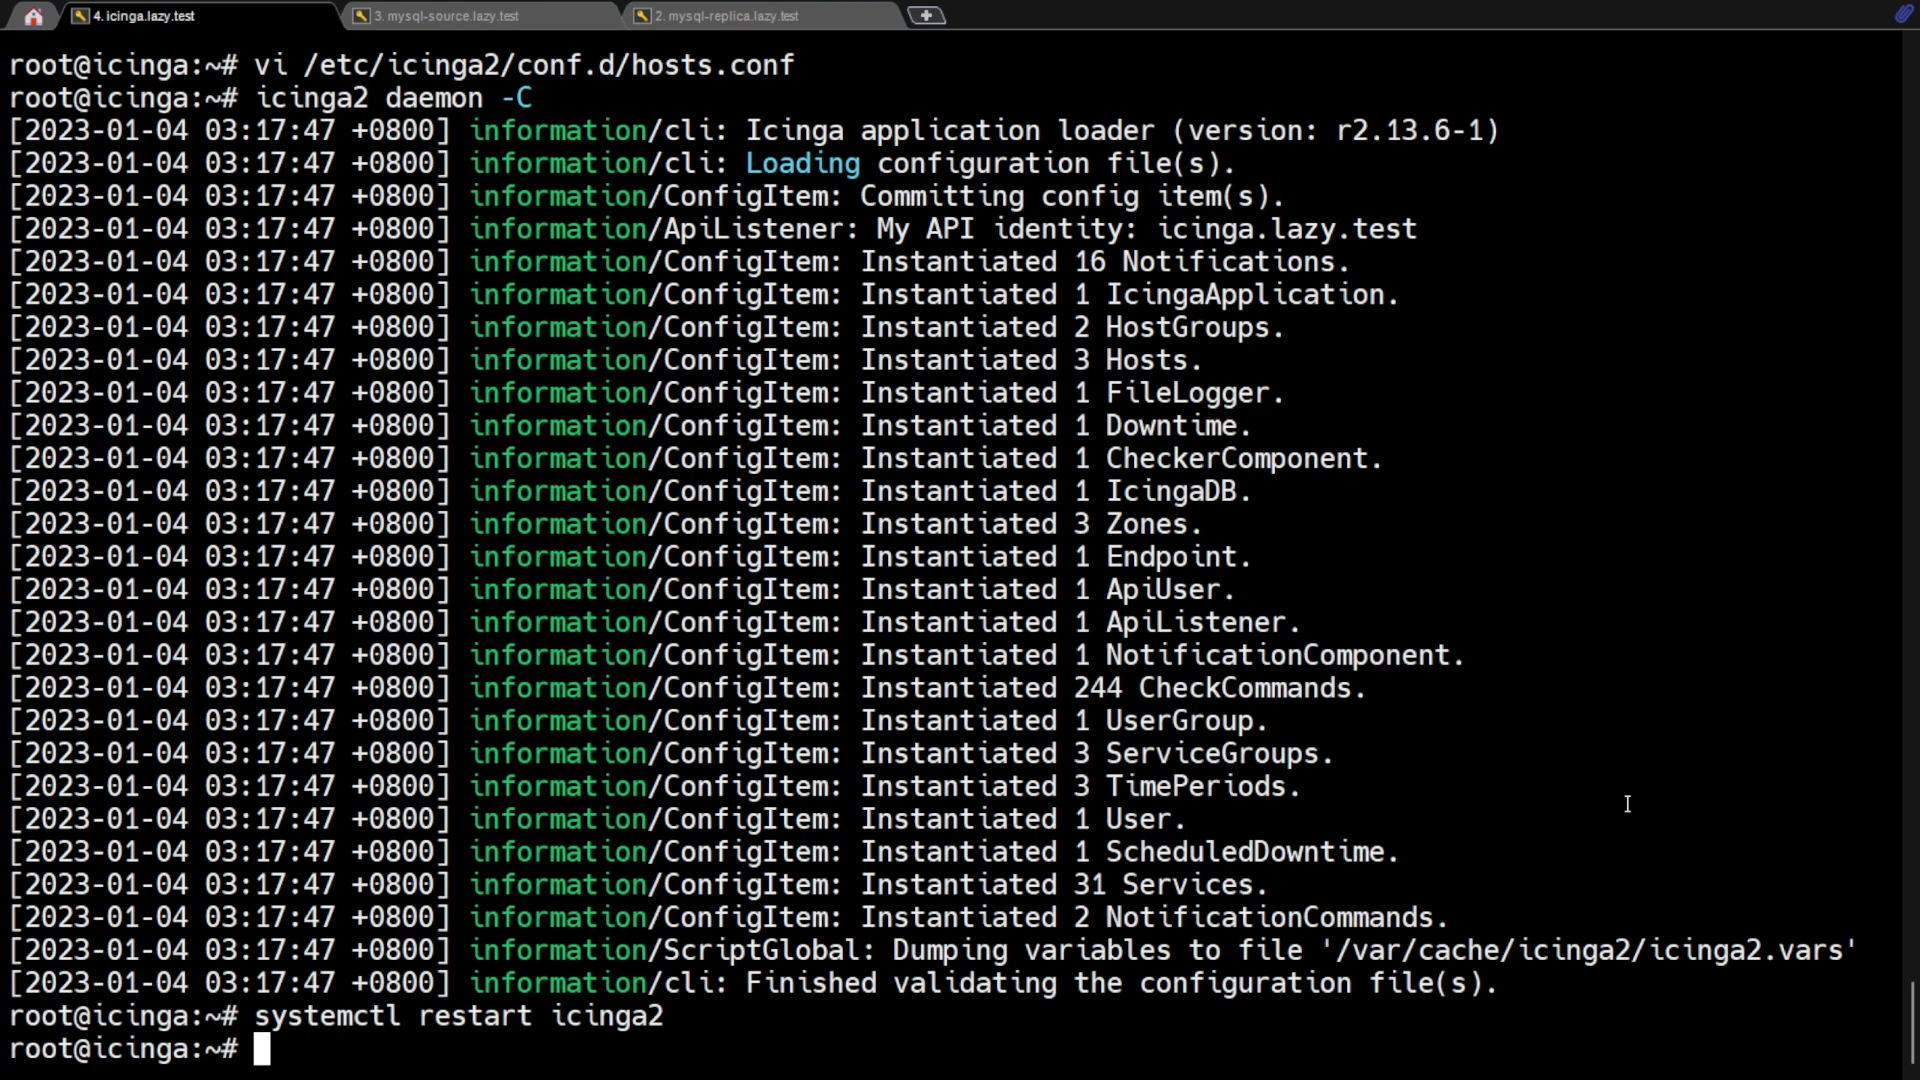 4. icinga.lazy.test
3. mysql-source.lazy.test
2. mysql-replica.lazy.test
root@icinga:~# vi /etc/icinga2/conf.d/hosts.conf
root@icinga:~# icinga2 daemon -C
[2023-01-04 03:17:47 +0800] information/cli: Icinga application loader (version: r2.13.6-1)
[2023-01-04 03:17:47 +0800] information/cli: Loading configuration file(s).
[2023-01-04 03:17:47 +0800] information/ConfigItem: Committing config item(s).
[2023-01-04 03:17:47 +0800] information/ApiListener: My API identity: icinga.lazy.test
[2023-01-04 03:17:47 +0800] information/ConfigItem: Instantiated 16 Notifications.
[2023-01-04 03:17:47 +0800] information/ConfigItem: Instantiated 1 IcingaApplication.
[2023-01-04 03:17:47 +0800] information/ConfigItem: Instantiated 2 HostGroups.
[2023-01-04 03:17:47 +0800] information/ConfigItem: Instantiated 3 Hosts.
[2023-01-04 03:17:47 +0800] information/ConfigItem: Instantiated 1 FileLogger.
[2023-01-04 03:17:47 +0800] information/ConfigItem: Instantiated 1 Downtime.
[2023-01-04 03:17:47 +0800] information/ConfigItem: Instantiated 1 CheckerComponent.
[2023-01-04 03:17:47 +0800] information/ConfigItem: Instantiated 1 IcingaDB.
[2023-01-04 03:17:47 +0800] information/ConfigItem: Instantiated 3 Zones.
[2023-01-04 03:17:47 +0800] information/ConfigItem: Instantiated 1 Endpoint.
[2023-01-04 03:17:47 +0800] information/ConfigItem: Instantiated 1 ApiUser.
[2023-01-04 03:17:47 +0800] information/ConfigItem: Instantiated 1 ApiListener.
[2023-01-04 03:17:47 +0800] information/ConfigItem: Instantiated 1 NotificationComponent.
[2023-01-04 03:17:47 +0800] information/ConfigItem: Instantiated 244 CheckCommands.
[2023-01-04 03:17:47 +0800] information/ConfigItem: Instantiated 1 UserGroup.
[2023-01-04 03:17:47 +0800] information/ConfigItem: Instantiated 3 ServiceGroups.
[2023-01-04 03:17:47 +0800] information/ConfigItem: Instantiated 3 TimePeriods.
[2023-01-04 03:17:47 +0800] information/ConfigItem: Instantiated 1 User.
[2023-01-04 03:17:47 +0800] information/ConfigItem: Instantiated 1 ScheduledDowntime.
[2023-01-04 03:17:47 +0800] information/ConfigItem: Instantiated 31 Services.
[2023-01-04 03:17:47 +0800] information/ConfigItem: Instantiated 2 NotificationCommands.
[2023-01-04 03:17:47 +0800] information/ScriptGlobal: Dumping variables to file '/var/cache/icinga2/icinga2.vars'
[2023-01-04 03:17:47 +0800] information/cli: Finished validating the configuration file(s).
root@icinga:~# systemctl restart icinga2
root@icinga:~#